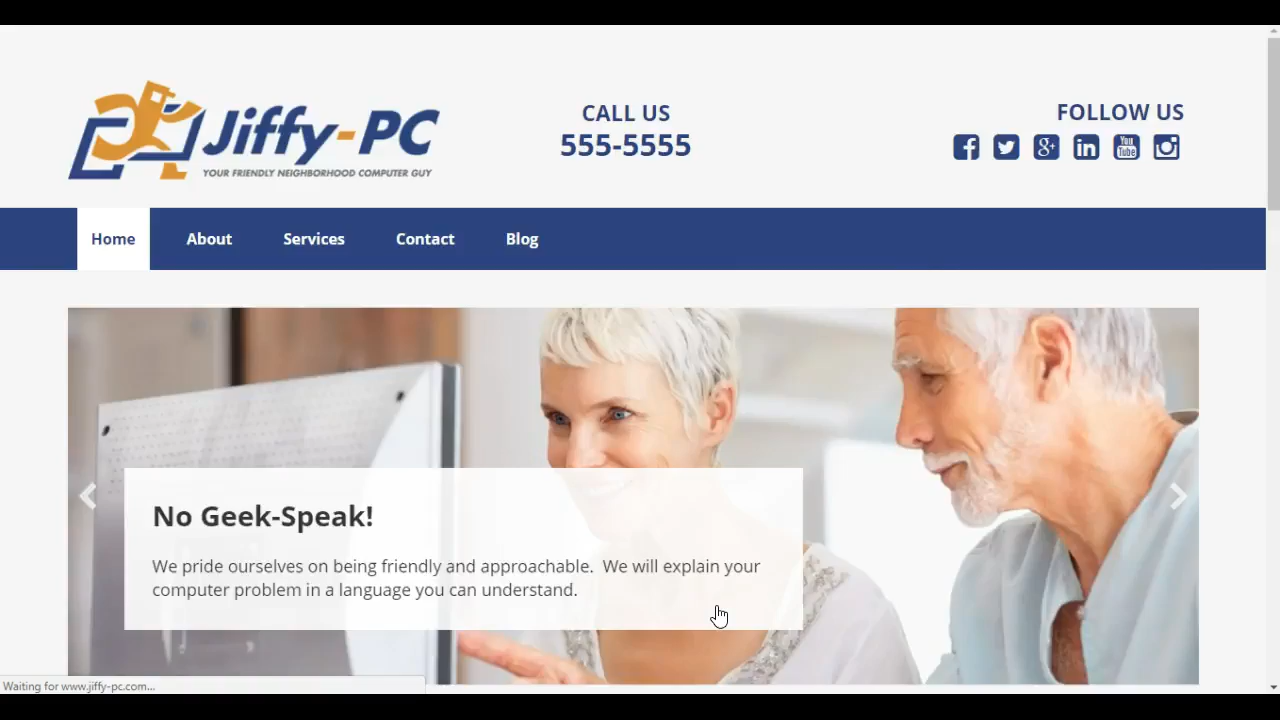 Jiffy-PC
YOUR FRIENDLY NEIGHBORHOOD COMPUTER GUY
CALL US
555-5555
FOLLOW US
You
Tube
Home
About
Services
Contact
Blog
No Geek-Speak!
We pride ourselves on being friendly and approachable. We will explain your
computer problem in a language you can understand.
Waiting for www.jiffy-pc.com...